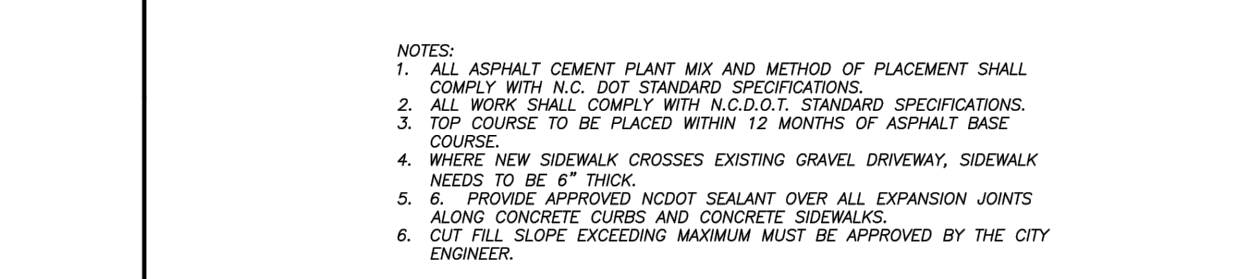 NOTES:
1. ALL ASPHALT CEMENT PLANT MIX AND METHOD OF PLACEMENT SHALL
COMPLY WITH N.C. DOT STANDARD SPECIFICATIONS.
2. ALL WORK SHALL COMPLY WITH N.C.D.O.T. STANDARD SPECIFICATIONS.
3. TOP COURSE TO BE PLACED WITHIN 12 MONTHS OF ASPHALT BASE
COURSE.
4. WHERE NEW SIDEWALK CROSSES EXISTING GRAVEL DRIVEWAY, SIDEWALK
NEEDS TO BE 6” THICK.
5. 6. PROVIDE APPROVED NCDOT SEALANT OVER ALL EXPANSION JOINTS
ALONG CONCRETE CURBS AND CONCRETE SIDEWALKS.
6. CUT FILL SLOPE EXCEEDING MAXIMUM MUST BE APPROVED BY THE CITY
ENGINEER.